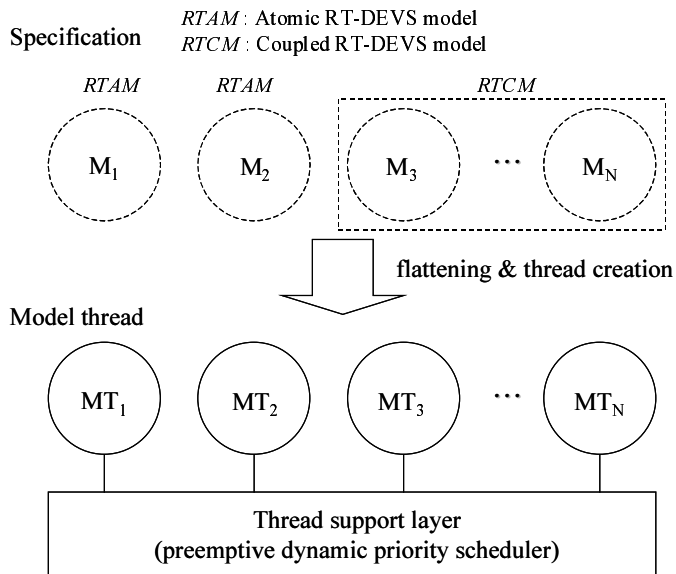 Specification
RTAM : Atomic RT-DEVS model
RTCM : Coupled RT-DEVS model
RTAM RTAM RTCM
M1 M2 M3 ··· MN
flattening & thread creation
Model thread
MT1 MT2 MT3 ··· MTN
Thread support layer
(preemptive dynamic priority scheduler)